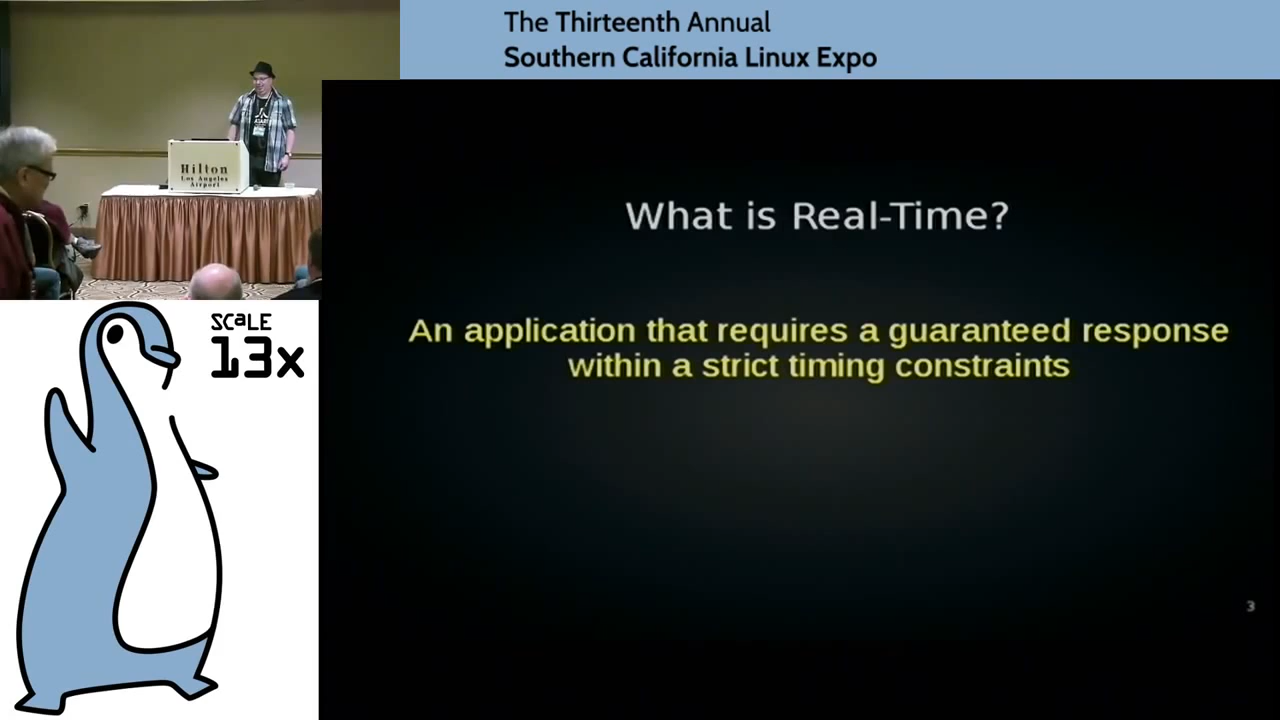 The Thirteenth Annual
Southern California Linux Expo
Hilton
Los Angeles
Airport
SCaLE
13x
What is Real-Time?
An application that requires a guaranteed response
within a strict timing constraints
3